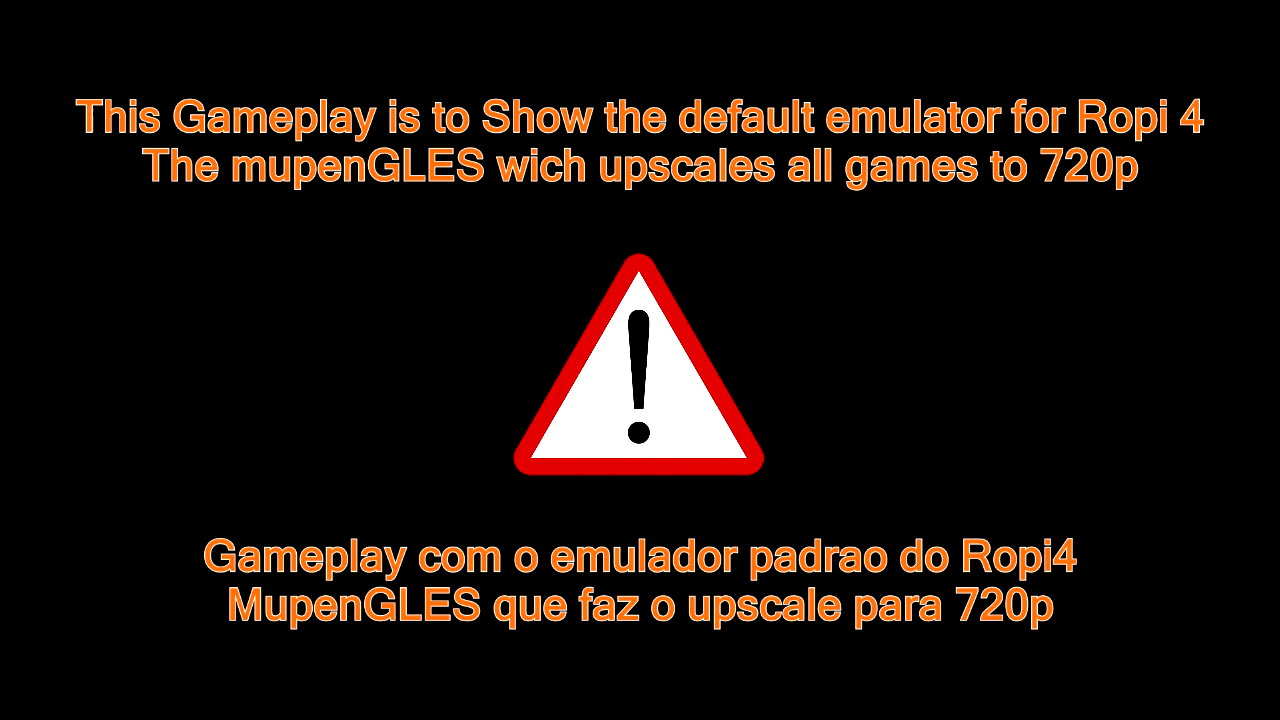 This Gameplay is to Show the default emulator for Ropi 4
The mupenGLES wich upscales all games to 720p
Gameplay com o emulador padrao do Ropi4
MupenGLES que faz o upscale para 720p